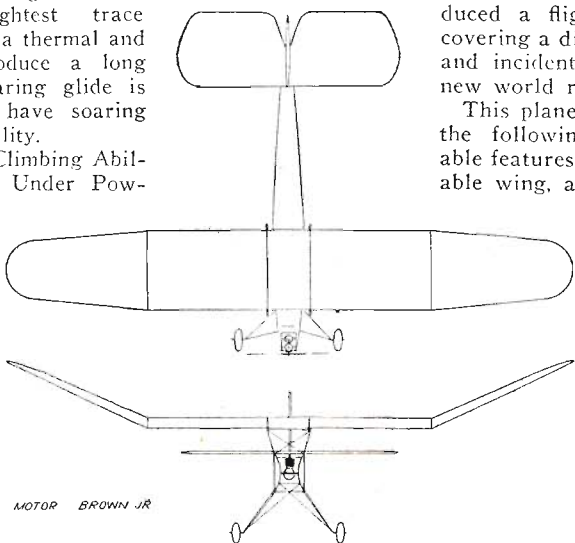 ghtest trace
a thermal and
oduce a long
aring glide is
have soaring
lity.
Climbing Abil-
Under Pow-
duced a flig
covering a di
and incident
new world r
This plane
the followin
able features
able wing, a
MOTOR BROWN JR